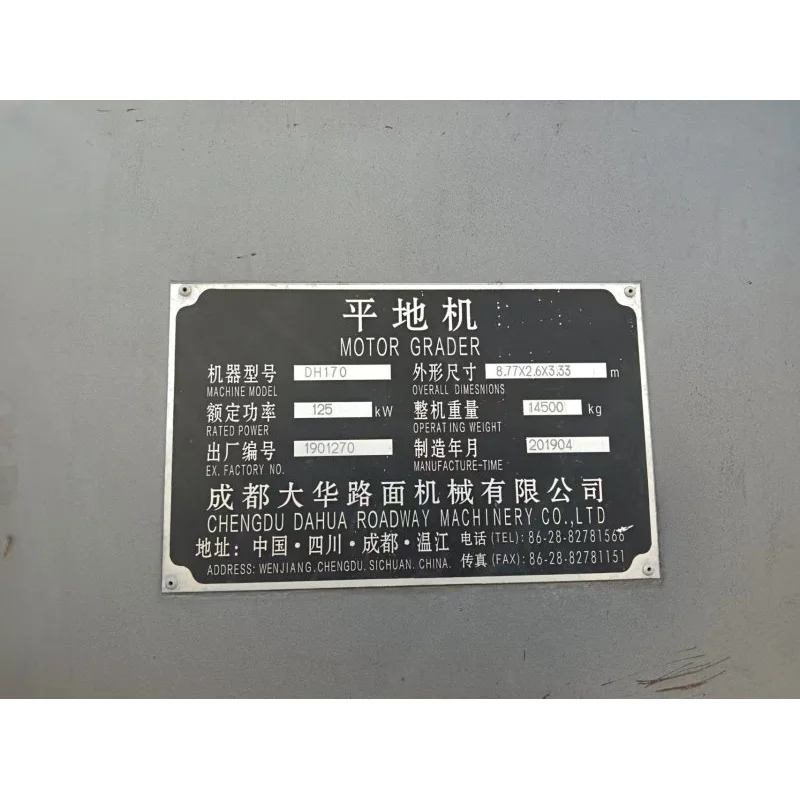 平地机
MOTOR GRADER
机器型号 DH170 外形尺寸 8.77X2.6X3.33 m
MACHINE MODEL OVERALL DIMESNIONS
额定功率 125 kW 整机重量 14500 kg
RATED POWER OPERATING WEIGHT
出厂编号 1901270 制造年月 201904
EX. FACTORY NO. MANUFACTURE-TIME
成都大华路面机械有限公司
CHENGDU DAHUA ROADWAY MACHINERY CO.,LTD
地址: 中国·四川·成都·温江 电话(TEL): 86-28-82781566
ADDRESS: WENJIANG.CHENGDU. SICHUAN. CHINA. 传真(FAX): 86-28-82781151